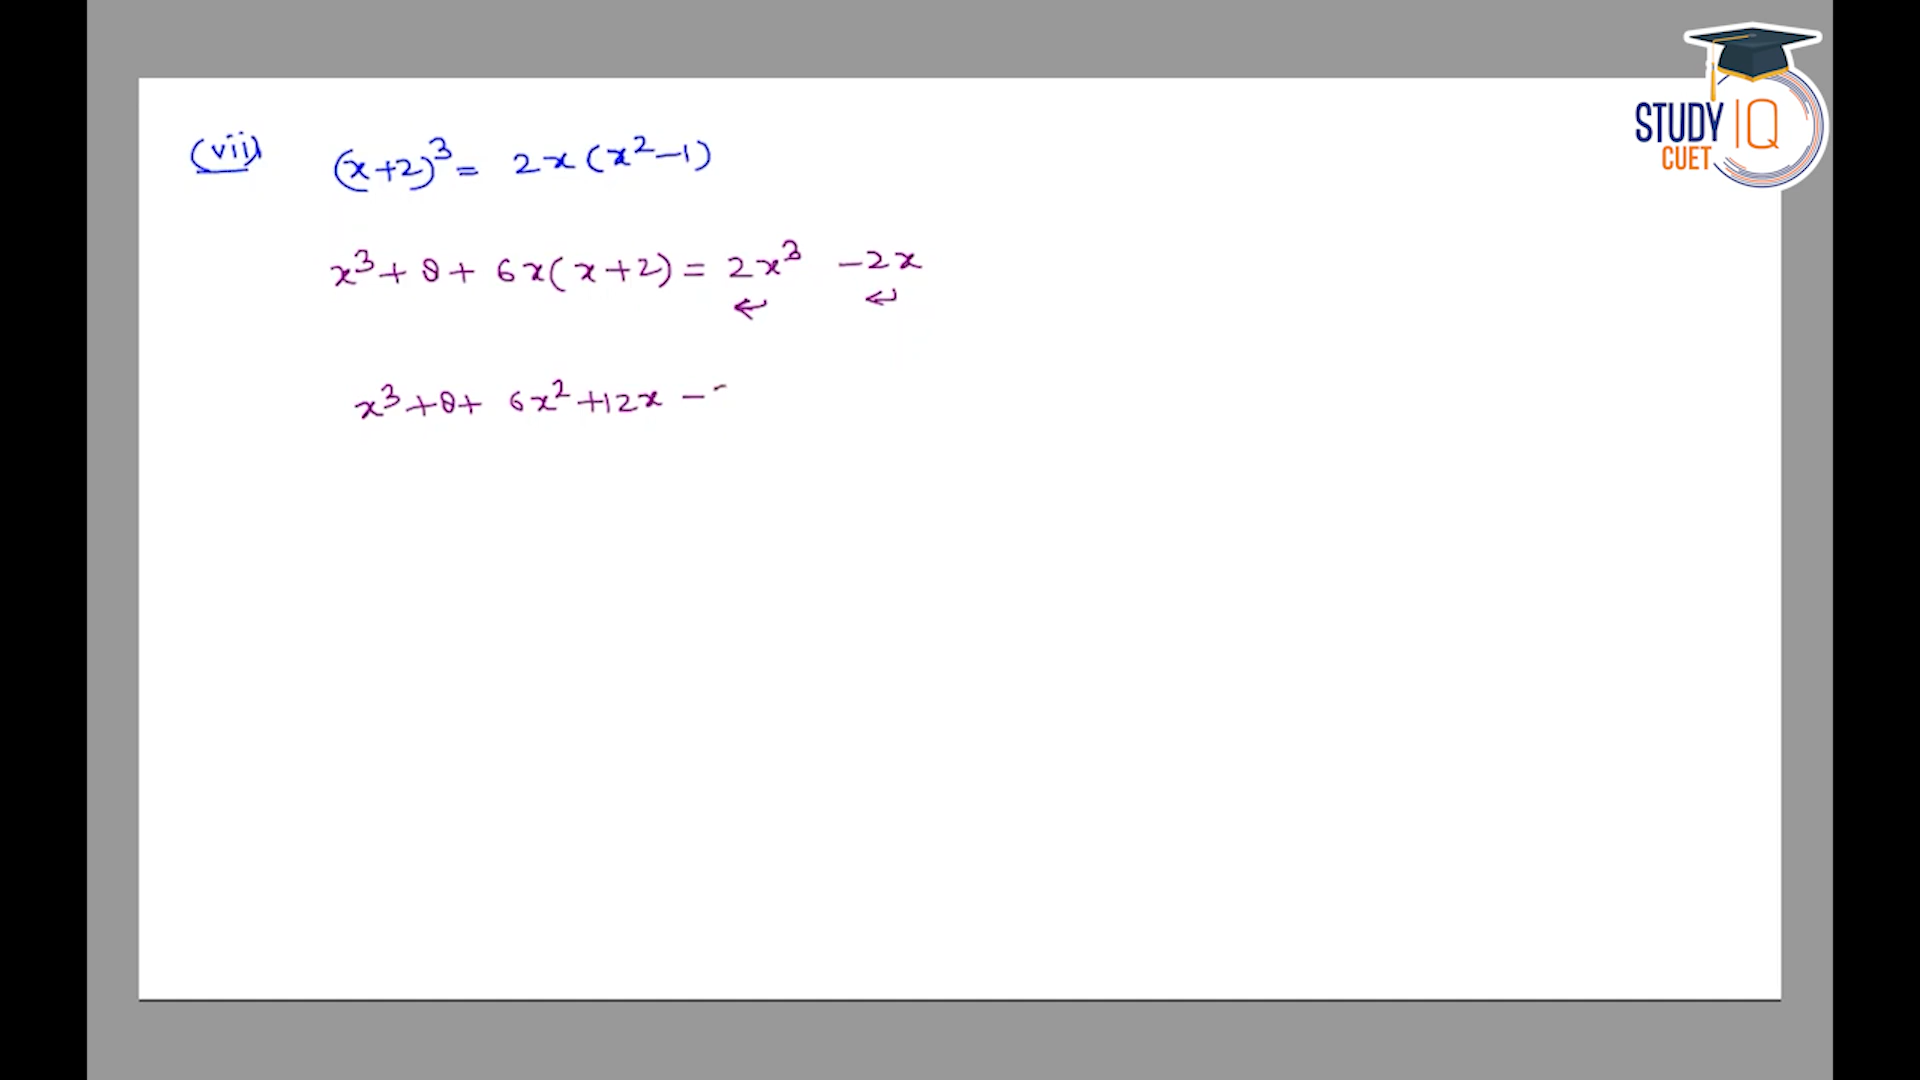 STUDY IQ
CUET
(vii) (x+2)³ = 2x(x²-1)
x³+8+ 6x(x+2) = 2x³ -2x
x³+8+ 6x²+12x -